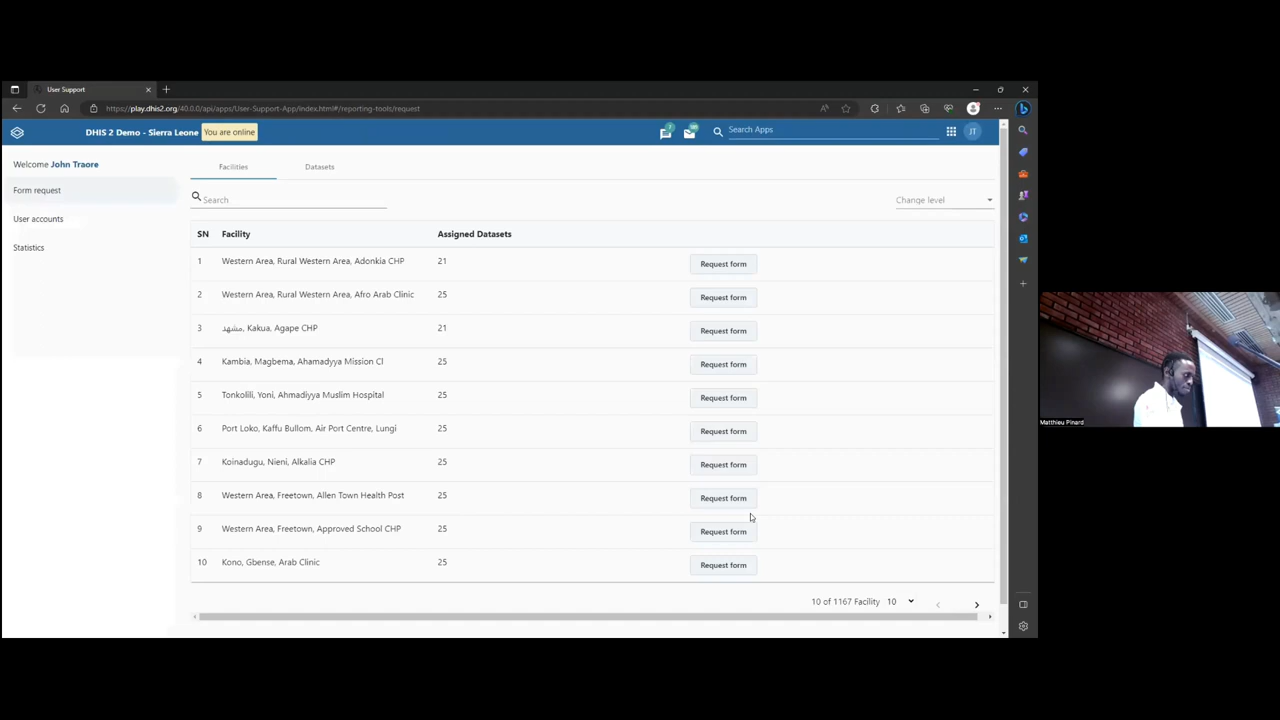 User Support
https://play.dhis2.org/40.0.0/api/apps/User-Support-App/index.html#/reporting-tools/request
DHIS 2 Demo - Sierra Leone
You are online
Search Apps
JT
Welcome John Traore
Form request
User accounts
Statistics
Facilities
Datasets
Search
Change level
SN Facility Assigned Datasets
1 Western Area, Rural Western Area, Adonkia CHP 21 Request form
2 Western Area, Rural Western Area, Afro Arab Clinic 25 Request form
3 مشهد, Kakua, Agape CHP 21 Request form
4 Kambia, Magbema, Ahamadyya Mission Cl 25 Request form
5 Tonkolili, Yoni, Ahmadiyya Muslim Hospital 25 Request form
6 Port Loko, Kaffu Bullom, Air Port Centre, Lungi 25 Request form
7 Koinadugu, Nieni, Alkalia CHP 25 Request form
8 Western Area, Freetown, Allen Town Health Post 25 Request form
9 Western Area, Freetown, Approved School CHP 25 Request form
10 Kono, Gbense, Arab Clinic 25 Request form
10 of 1167 Facility 10
Matthieu Pinard